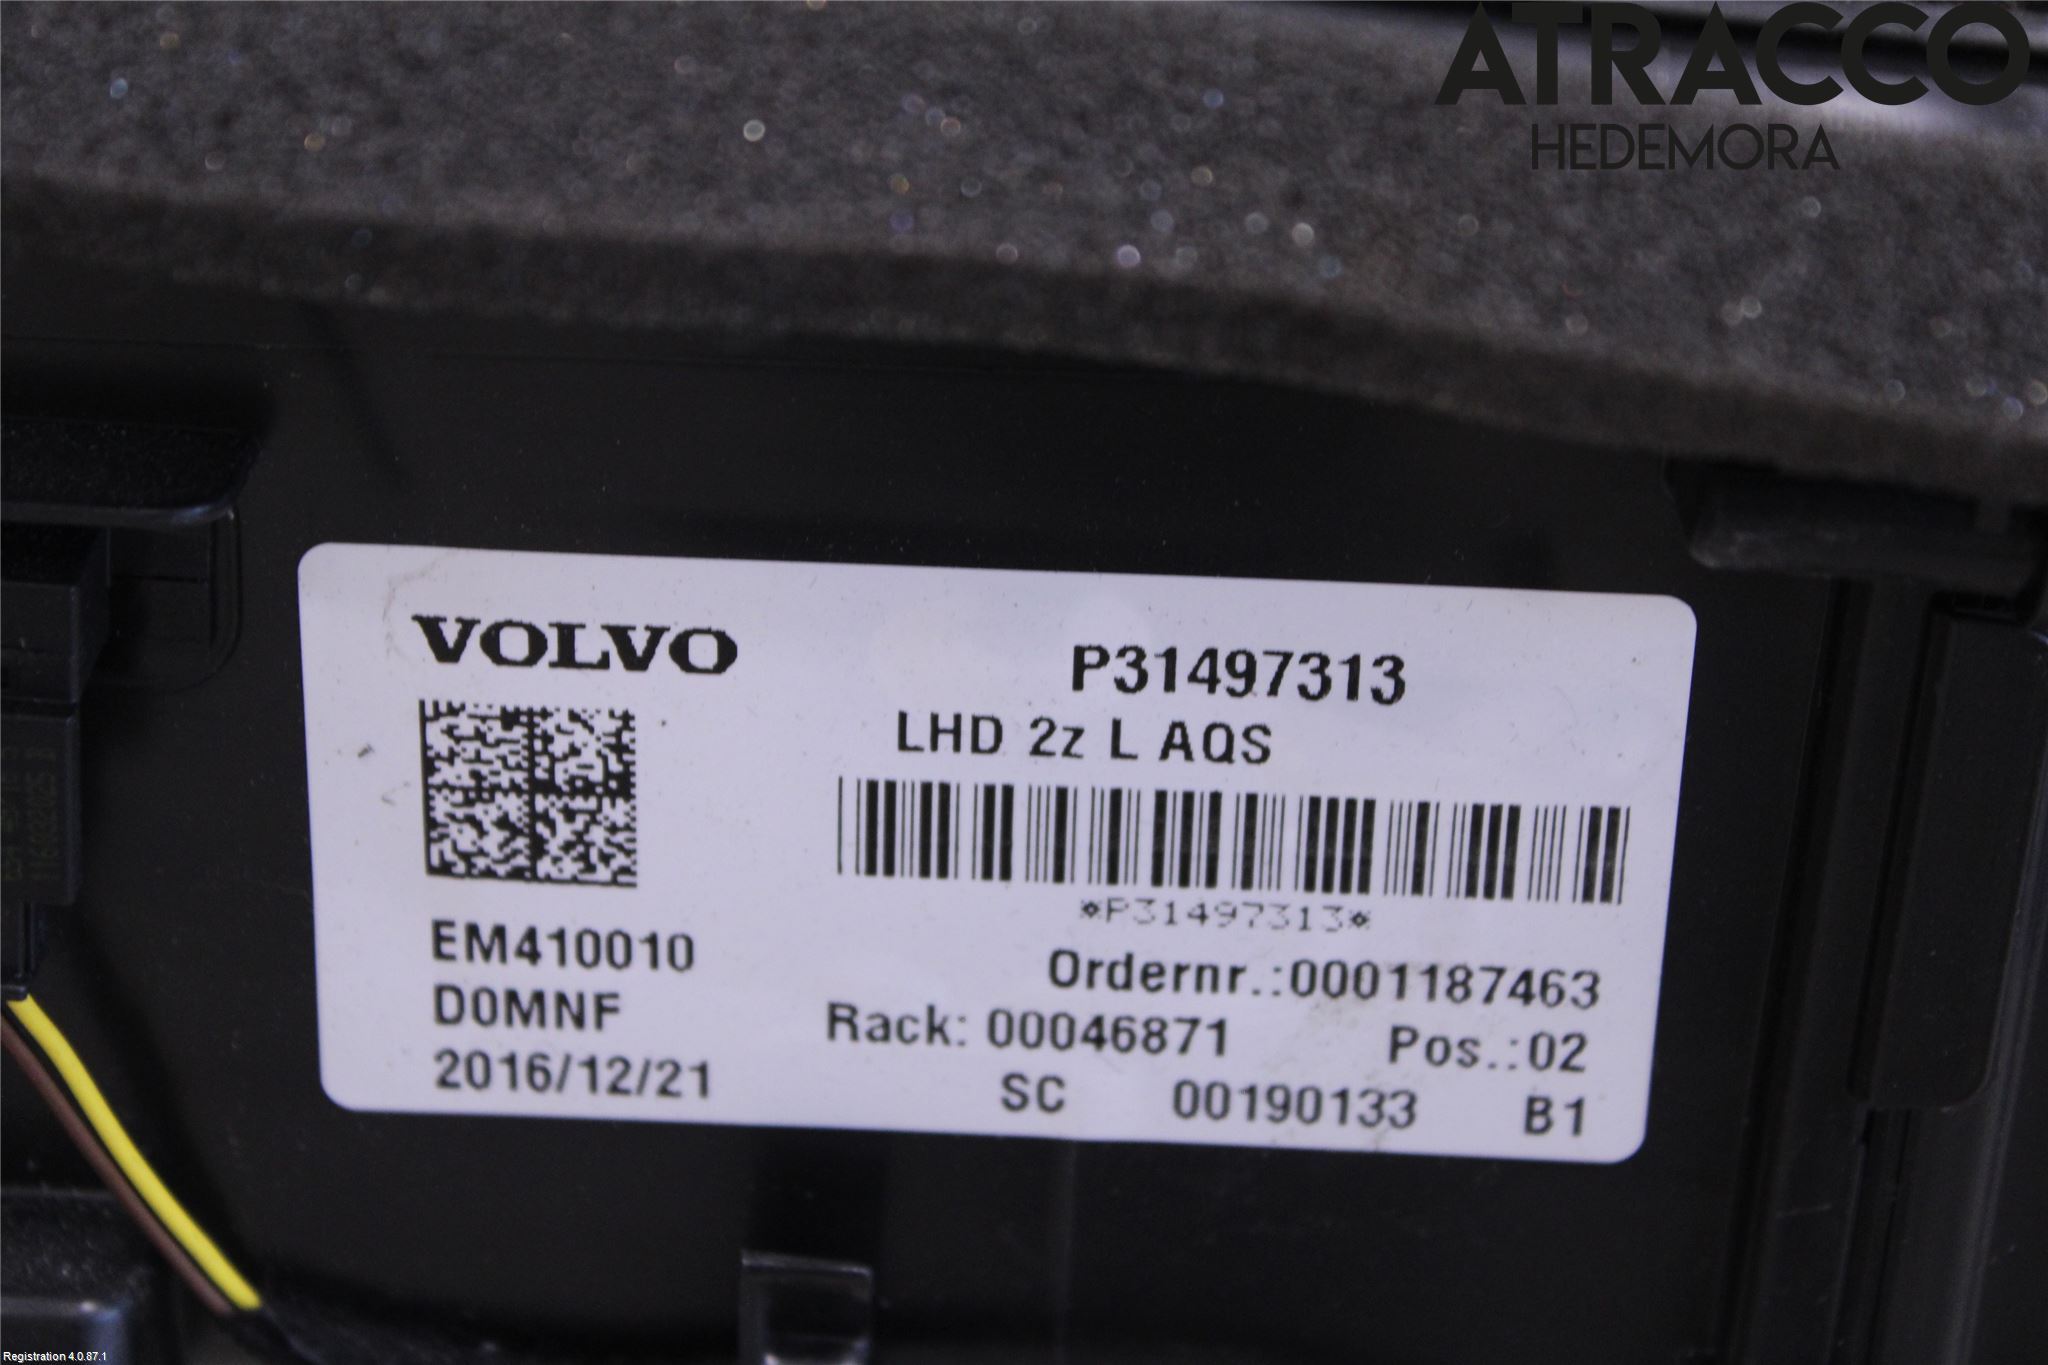 ATRACCO
HEDEMORA
VOLVO
P31497313
LHD 2z L AQS
*P31497313*
EM410010
Ordernr.:0001187463
D0MNF
Rack: 00046871 Pos.:02
2016/12/21
SC 00190133 B1
Registration 4.0.87.1